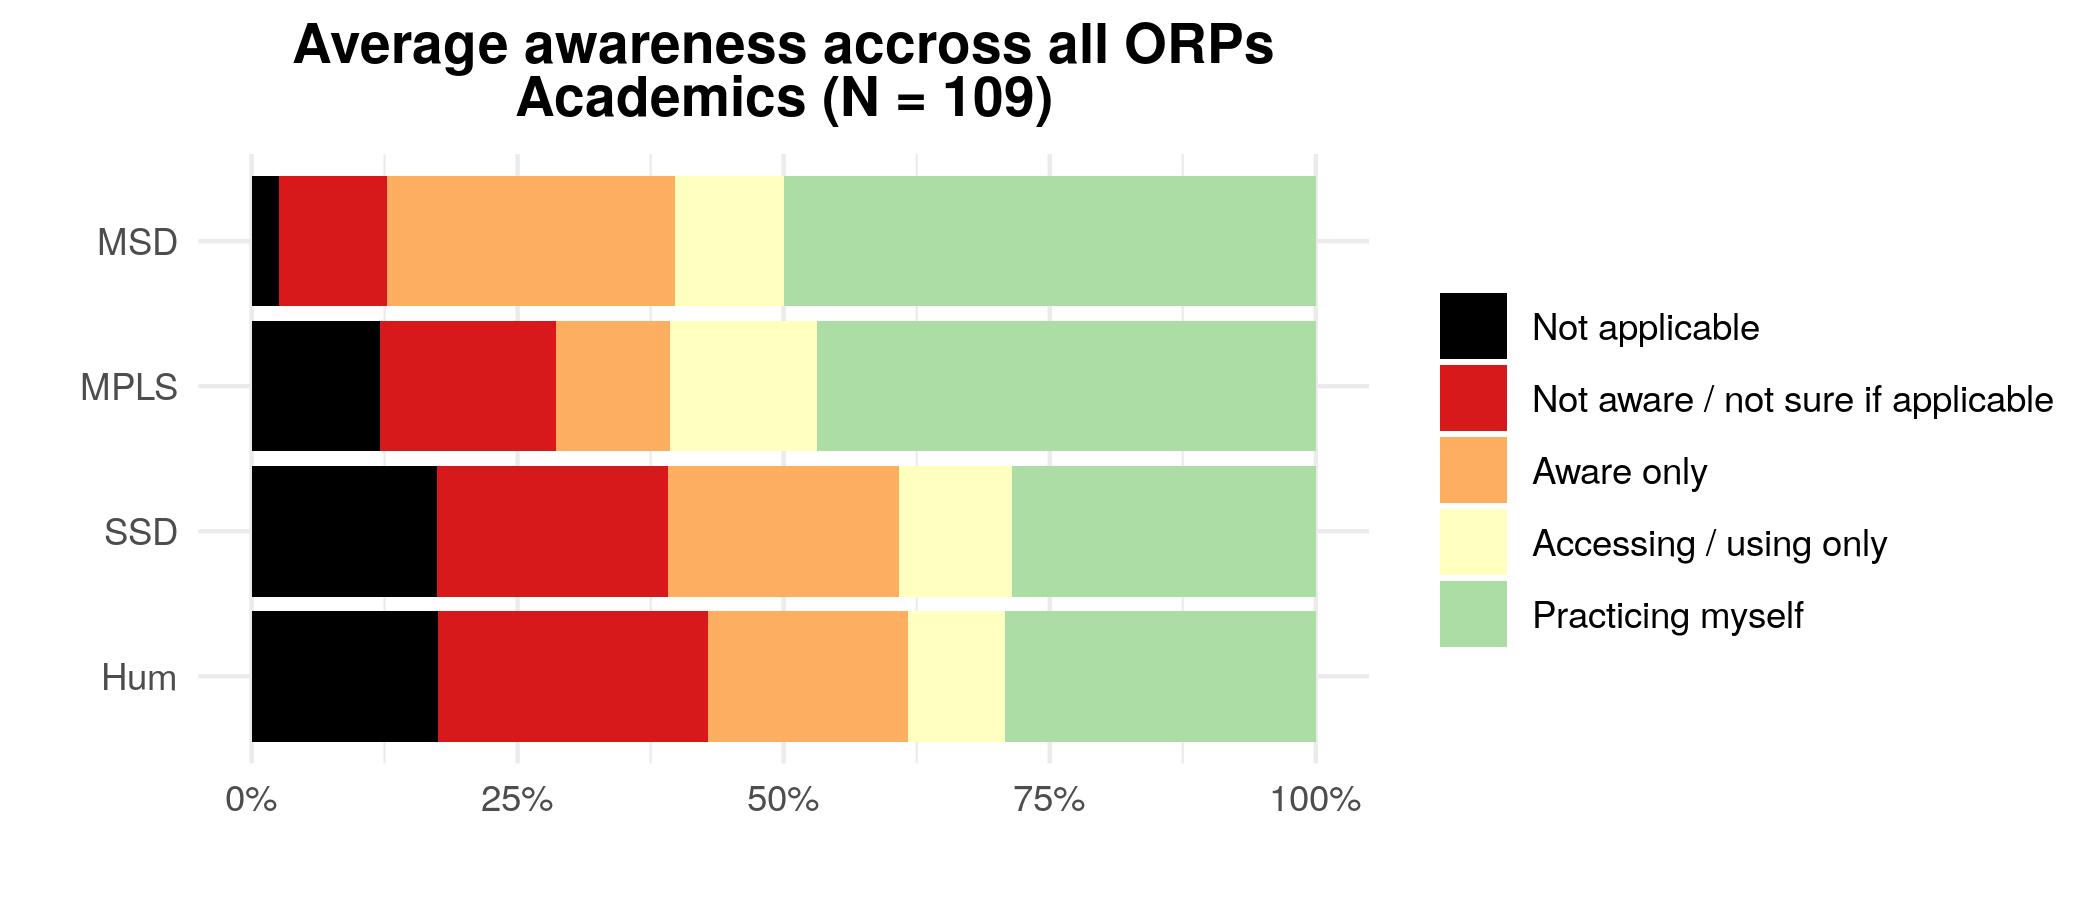 Average awareness accross all ORPs
Academics (N = 109)
MSD
MPLS
SSD
Hum
0%
25%
50%
75%
100%
Not applicable
Not aware / not sure if applicable
Aware only
Accessing / using only
Practicing myself